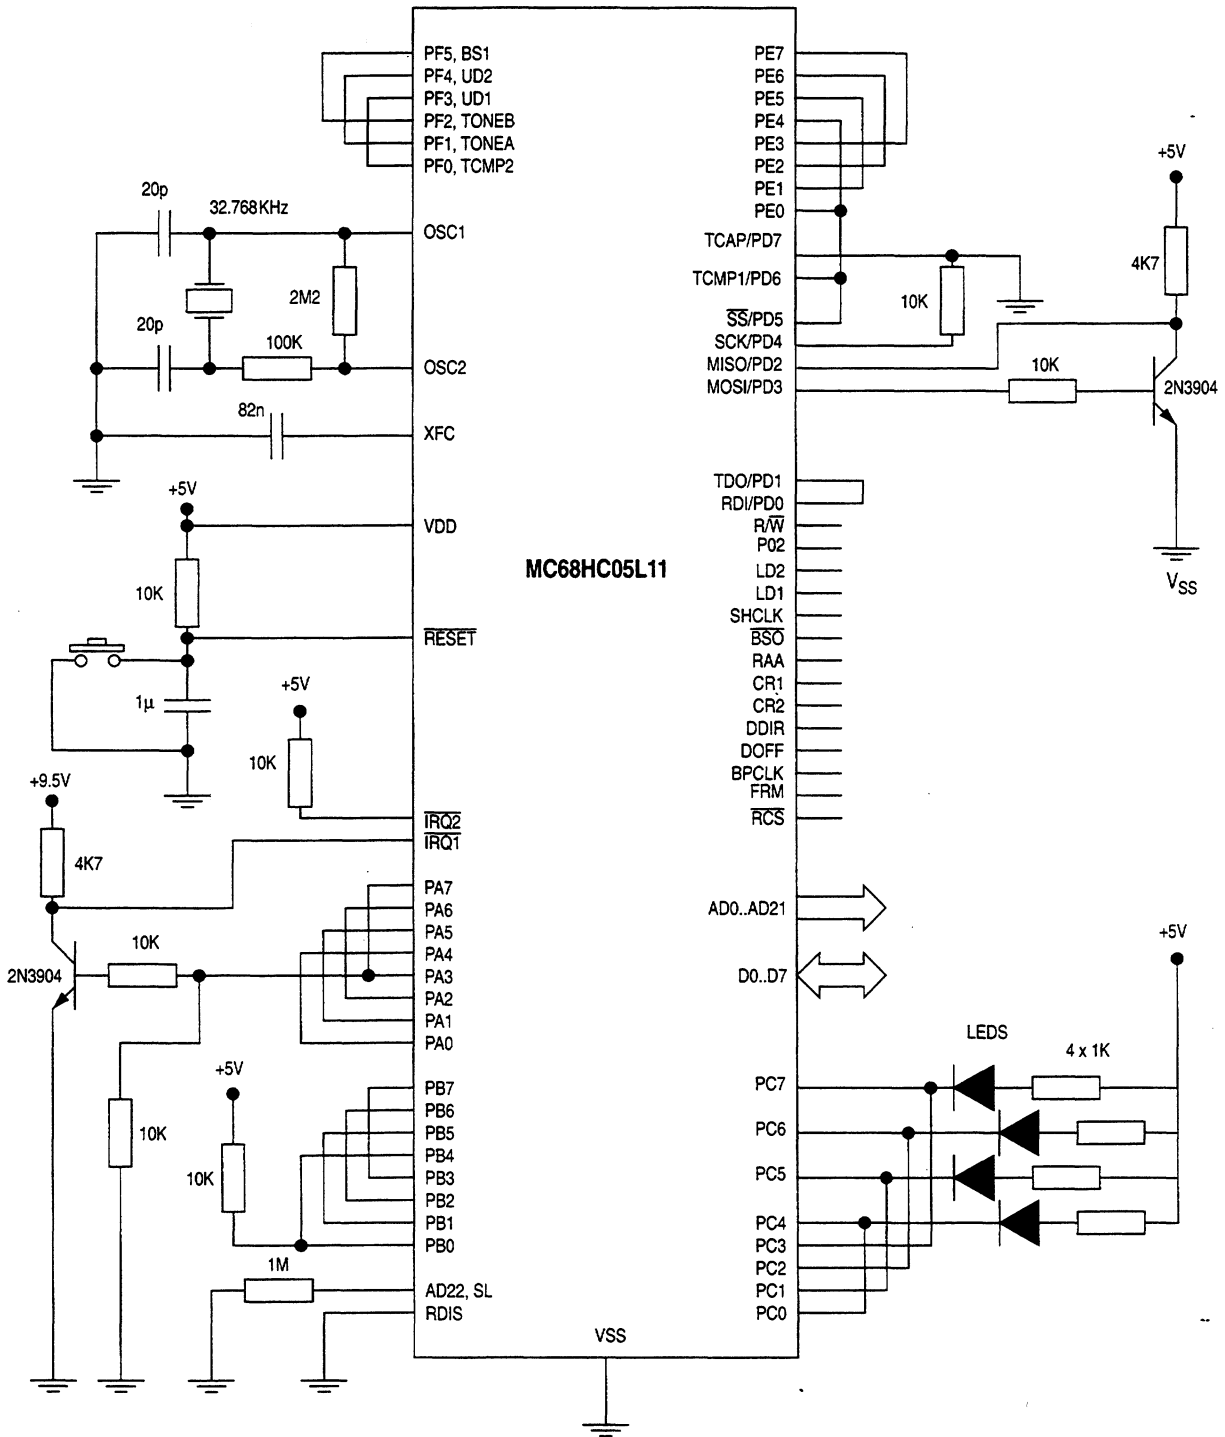 PF5, BS1
PF4, UD2
PF3, UD1
PF2, TONEB
PF1, TONEA
PF0, TCMP2
20p
32.768KHz
OSC1
2M2
20p
100K
OSC2
82n
XFC
+5V
VDD
10K
RESET
1µ
+5V
10K
IRQ2
IRQ1
+9.5V
4K7
PA7
PA6
PA5
PA4
PA3
PA2
PA1
PA0
10K
2N3904
10K
+5V
10K
PB7
PB6
PB5
PB4
PB3
PB2
PB1
PB0
1M
AD22, SL
RDIS
MC68HC05L11
VSS
PE7
PE6
PE5
PE4
PE3
PE2
PE1
PE0
TCAP/PD7
TCMP1/PD6
SS/PD5
SCK/PD4
MISO/PD2
MOSI/PD3
10K
+5V
4K7
10K
2N3904
VSS
TDO/PD1
RDI/PD0
R/W
P02
LD2
LD1
SHCLK
BSO
RAA
CR1
CR2
DDIR
DOFF
BPCLK
FRM
RCS
AD0..AD21
D0..D7
+5V
LEDS
4 x 1K
PC7
PC6
PC5
PC4
PC3
PC2
PC1
PC0